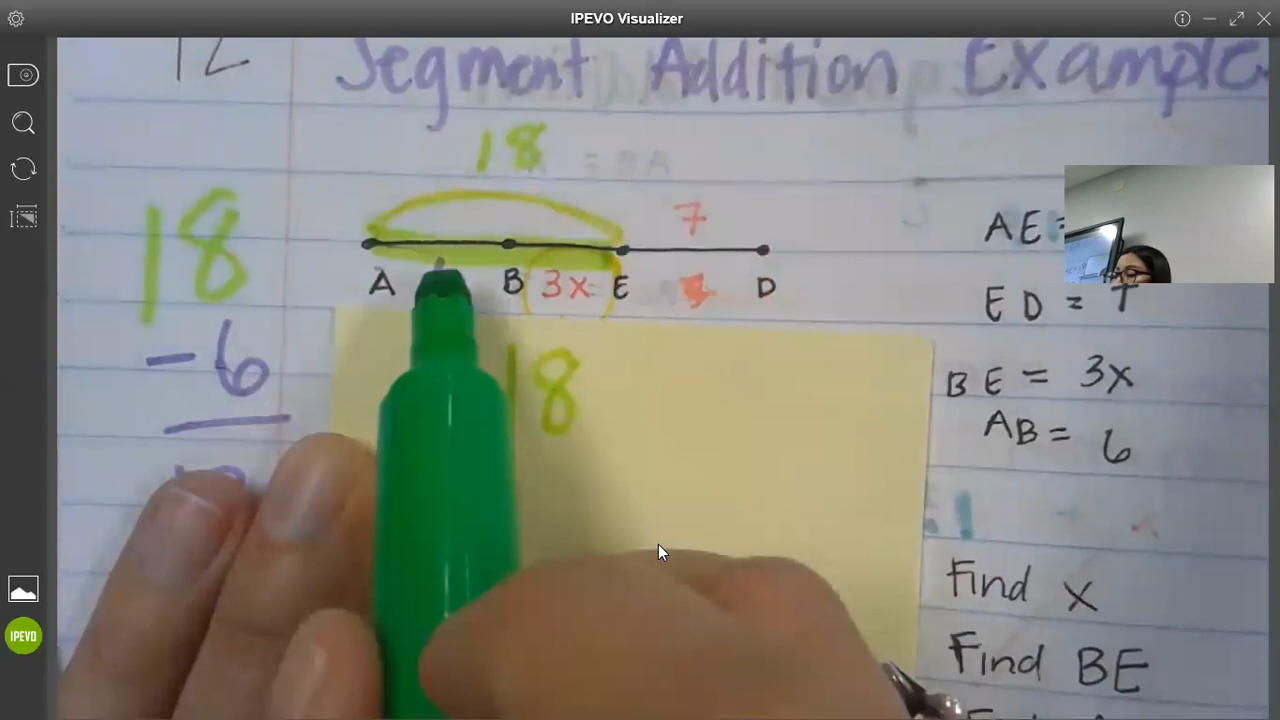 IPEVO Visualizer
12 Segment Addition Example
18
7
A B 3x E D
18
- 6
18
AE=
ED = 7
BE = 3x
AB = 6
Find x
Find BE
IPEVO